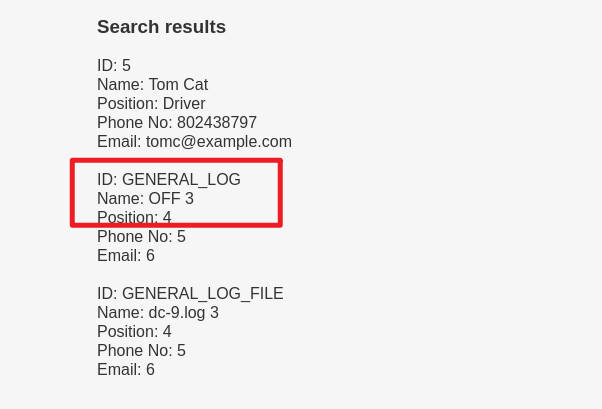 Search results
ID: 5
Name: Tom Cat
Position: Driver
Phone No: 802438797
Email: tomc@example.com
ID: GENERAL_LOG
Name: OFF 3
Position: 4
Phone No: 5
Email: 6
ID: GENERAL_LOG_FILE
Name: dc-9.log 3
Position: 4
Phone No: 5
Email: 6